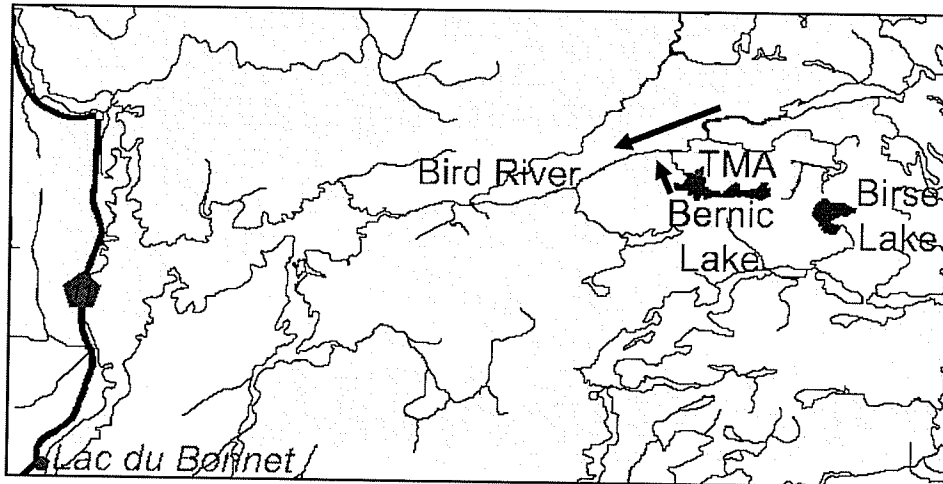 Bird River
TMA
Bernic
Lake
Birse
Lake
Lac du Bonnet